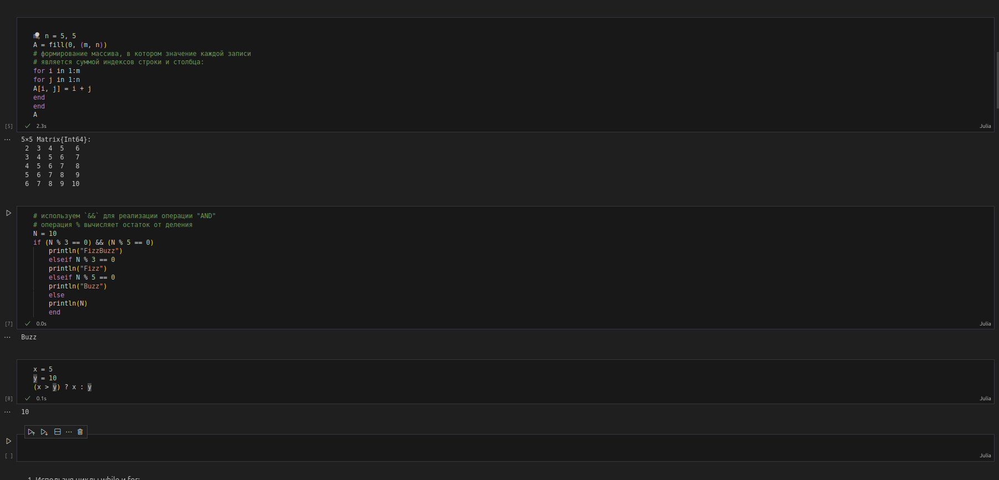 m, n = 5, 5
A = fill(0, (m, n))
# формирование массива, в котором значение каждой записи
# является суммой индексов строки и столбца:
for i in 1:m
for j in 1:n
A[i, j] = i + j
end
end
A
[5] 2.3s Julia
5×5 Matrix{Int64}:
2 3 4 5 6
3 4 5 6 7
4 5 6 7 8
5 6 7 8 9
6 7 8 9 10
# используем `&&` для реализации операции "AND"
# операция % вычисляет остаток от деления
N = 10
if (N % 3 == 0) && (N % 5 == 0)
println("FizzBuzz")
elseif N % 3 == 0
println("Fizz")
elseif N % 5 == 0
println("Buzz")
else
println(N)
end
[7] 0.0s Julia
Buzz
x = 5
y = 10
(x > y) ? x : y
[8] 0.1s Julia
10
[ ] Julia
1. Используя циклы while и for: